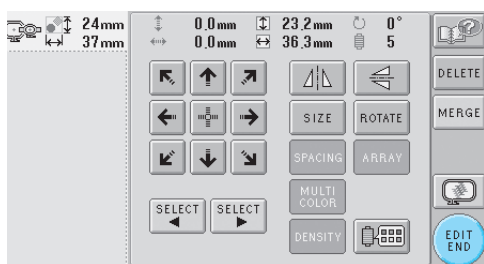 24mm 0.0mm 23.2mm 0°
37mm 0.0mm 36.3mm 5
DELETE
SIZE ROTATE MERGE
SPACING ARRAY
MULTI
COLOR
SELECT SELECT
DENSITY EDIT
END